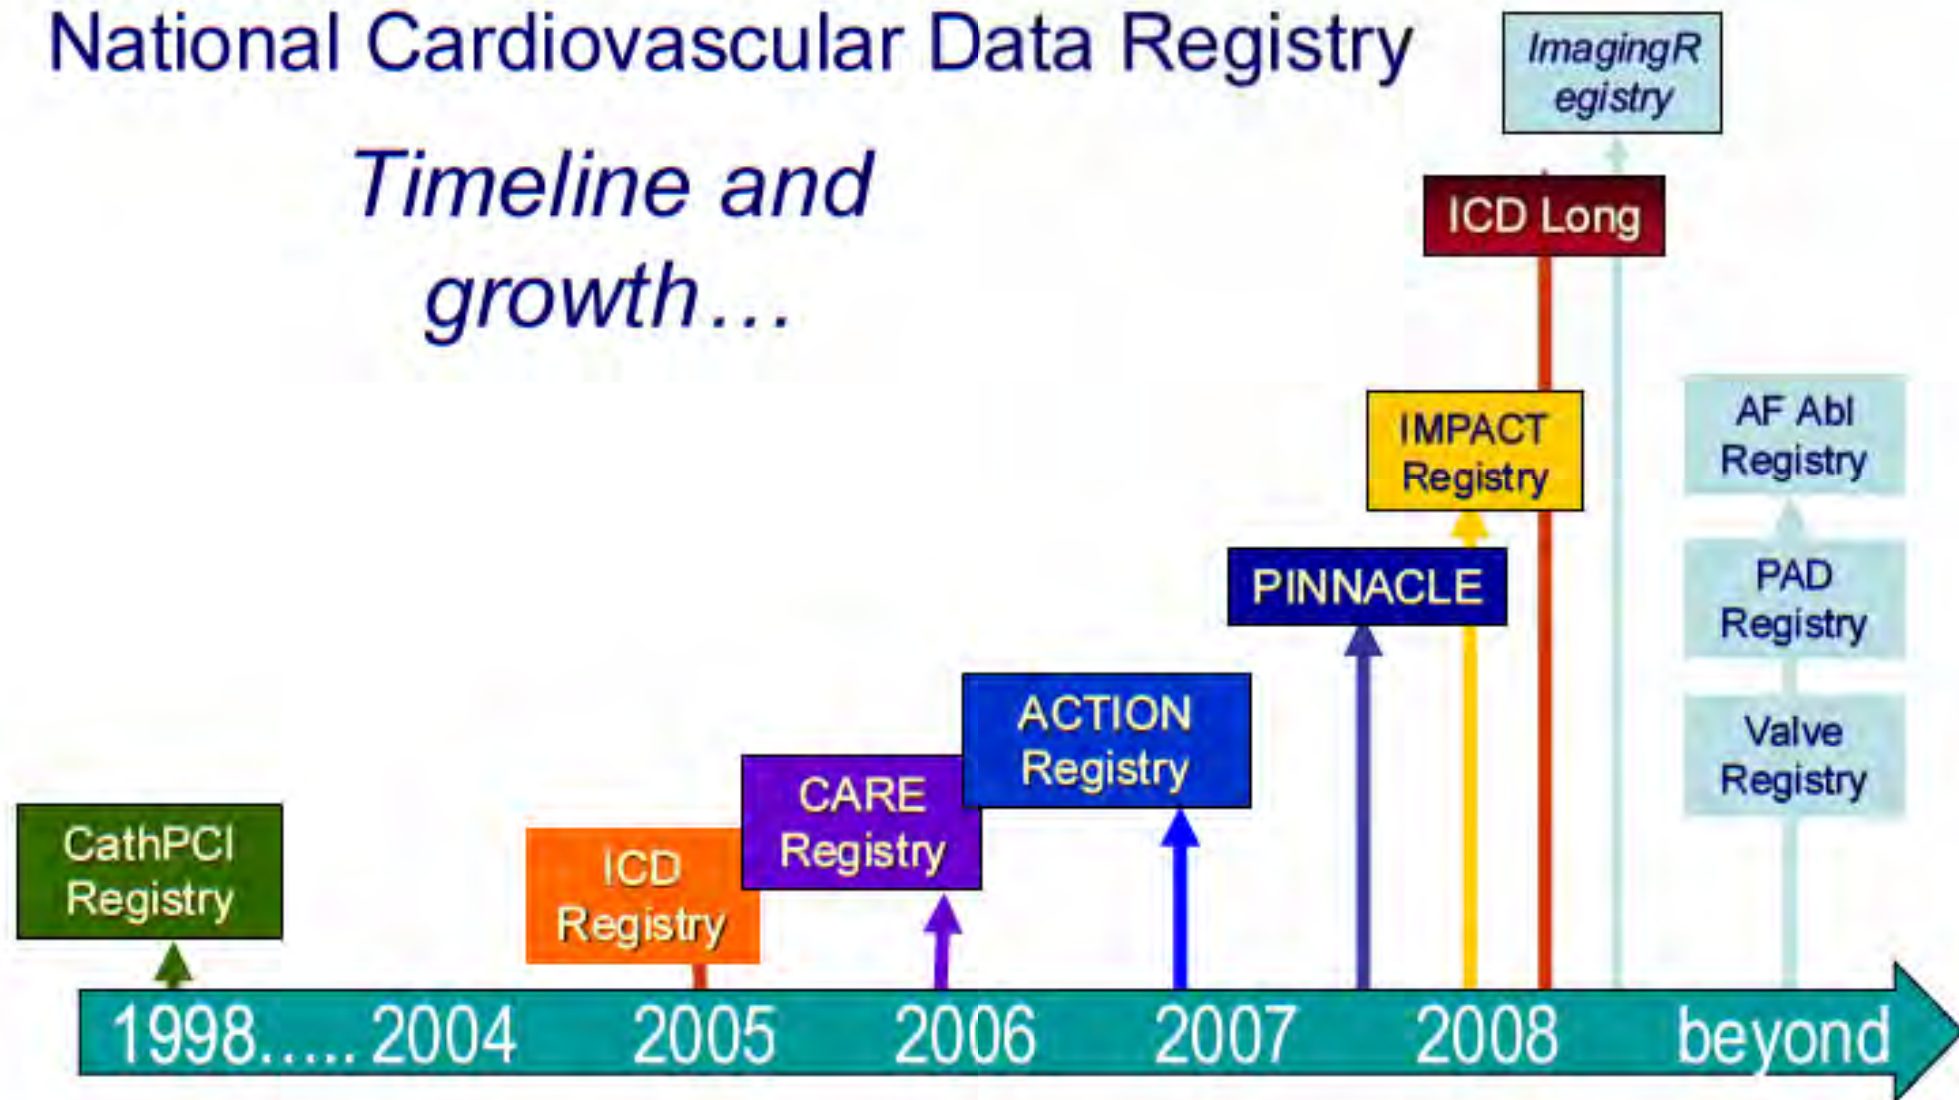 National Cardiovascular Data Registry
Timeline and
growth...
ImagingR
egistry
ICD Long
IMPACT
Registry
AF Abl
Registry
PINNACLE
PAD
Registry
ACTION
Registry
Valve
Registry
CARE
Registry
CathPCI
Registry
ICD
Registry
1998..... 2004 2005 2006 2007 2008 beyond